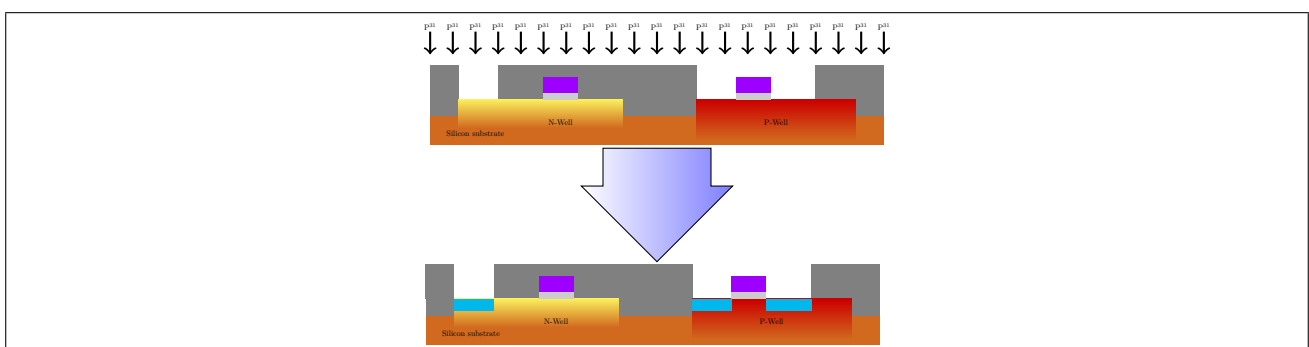 P³¹ P³¹ P³¹ P³¹ P³¹ P³¹ P³¹ P³¹ P³¹ P³¹ P³¹ P³¹ P³¹ P³¹ P³¹ P³¹ P³¹ P³¹ P³¹ P³¹ P³¹
N-Well P-Well
Silicon substrate
N-Well P-Well
Silicon substrate